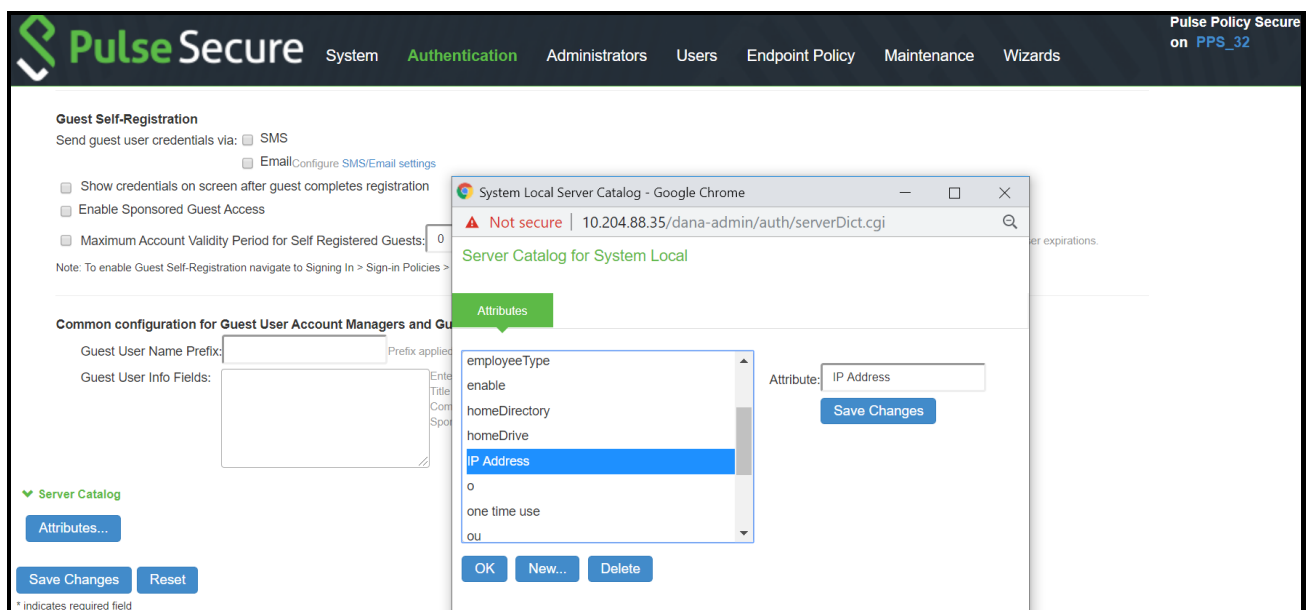 Pulse Secure
System Authentication Administrators Users Endpoint Policy Maintenance Wizards
Pulse Policy Secure
on PPS_32
Guest Self-Registration
Send guest user credentials via: SMS
Email Configure SMS/Email settings
Show credentials on screen after guest completes registration
Enable Sponsored Guest Access
Maximum Account Validity Period for Self Registered Guests: 0
er expirations.
Note: To enable Guest Self-Registration navigate to Signing In > Sign-in Policies >
Common configuration for Guest User Account Managers and Gu
Guest User Name Prefix:
Prefix applied
Guest User Info Fields:
Ente
Title
Com
Spor
Server Catalog
Attributes...
Save Changes Reset
* indicates required field
System Local Server Catalog - Google Chrome
Not secure | 10.204.88.35/dana-admin/auth/serverDict.cgi
Server Catalog for System Local
Attributes
employeeType
enable
homeDirectory
homeDrive
IP Address
o
one time use
ou
Attribute: IP Address
Save Changes
OK New... Delete